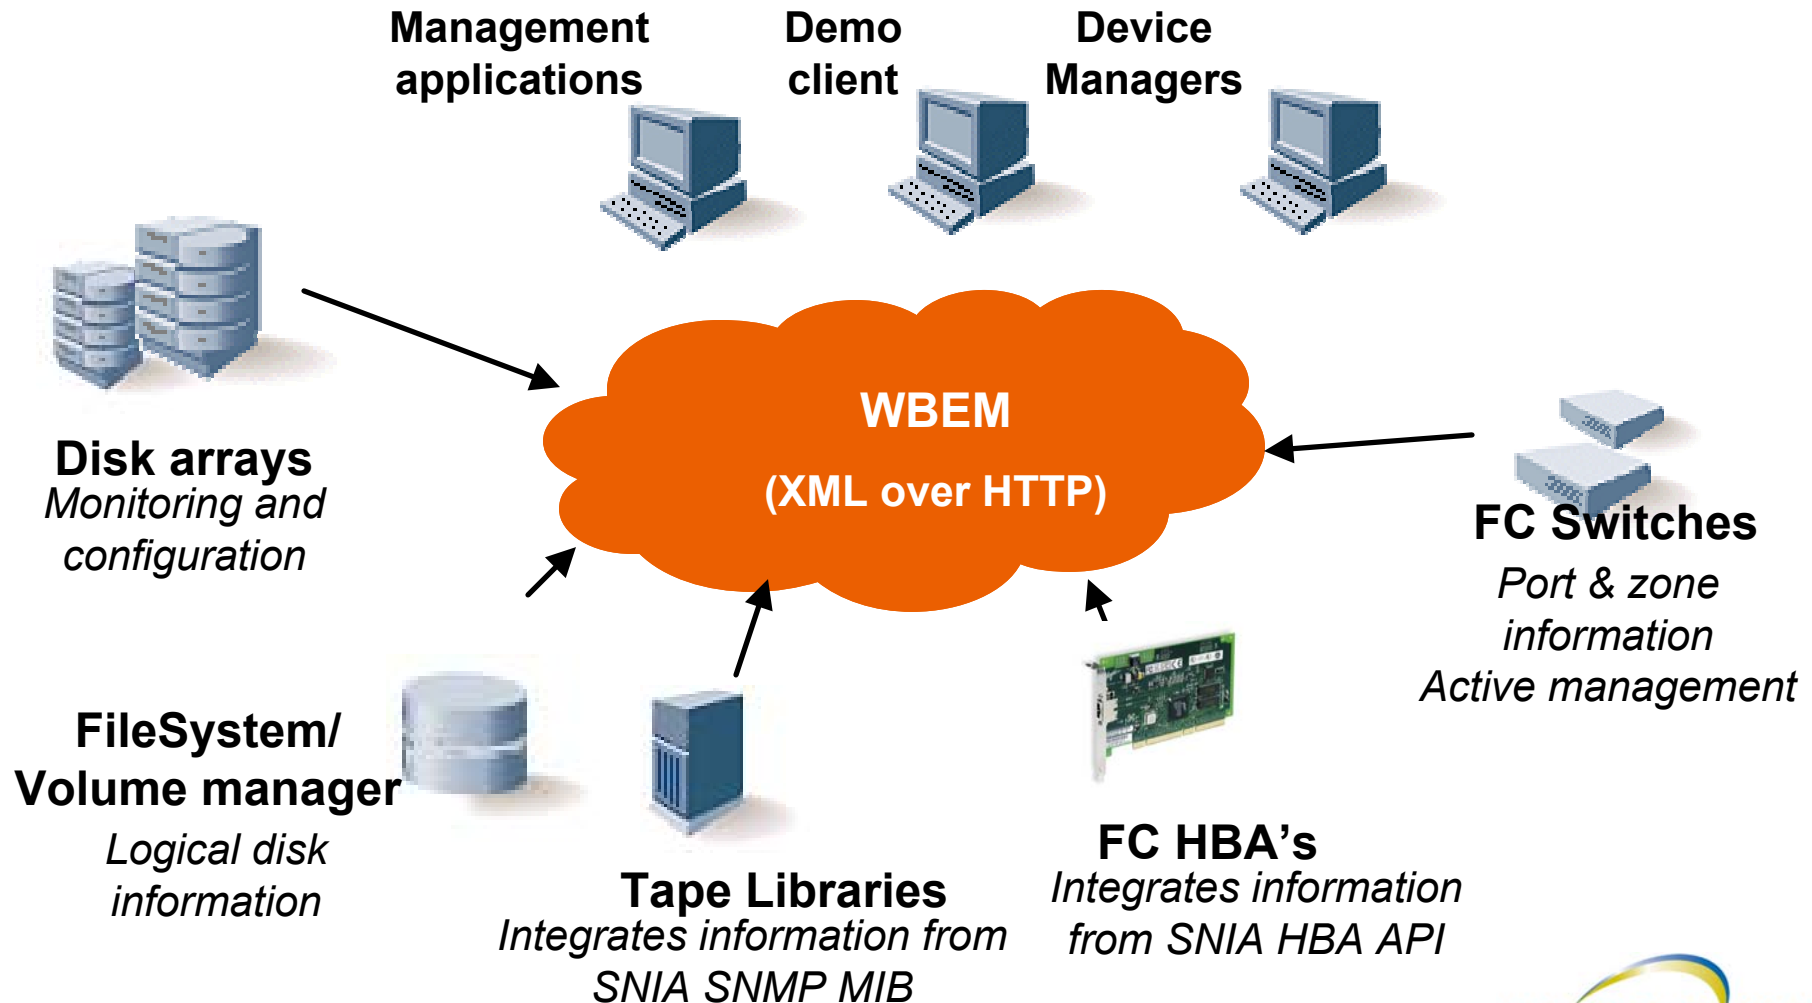 Management
applications
Demo
client
Device
Managers
WBEM
(XML over HTTP)
Disk arrays
Monitoring and
configuration
FC Switches
Port & zone
information
Active management
FileSystem/
Volume manager
Logical disk
information
Tape Libraries
Integrates information from
SNIA SNMP MIB
FC HBA’s
Integrates information
from SNIA HBA API